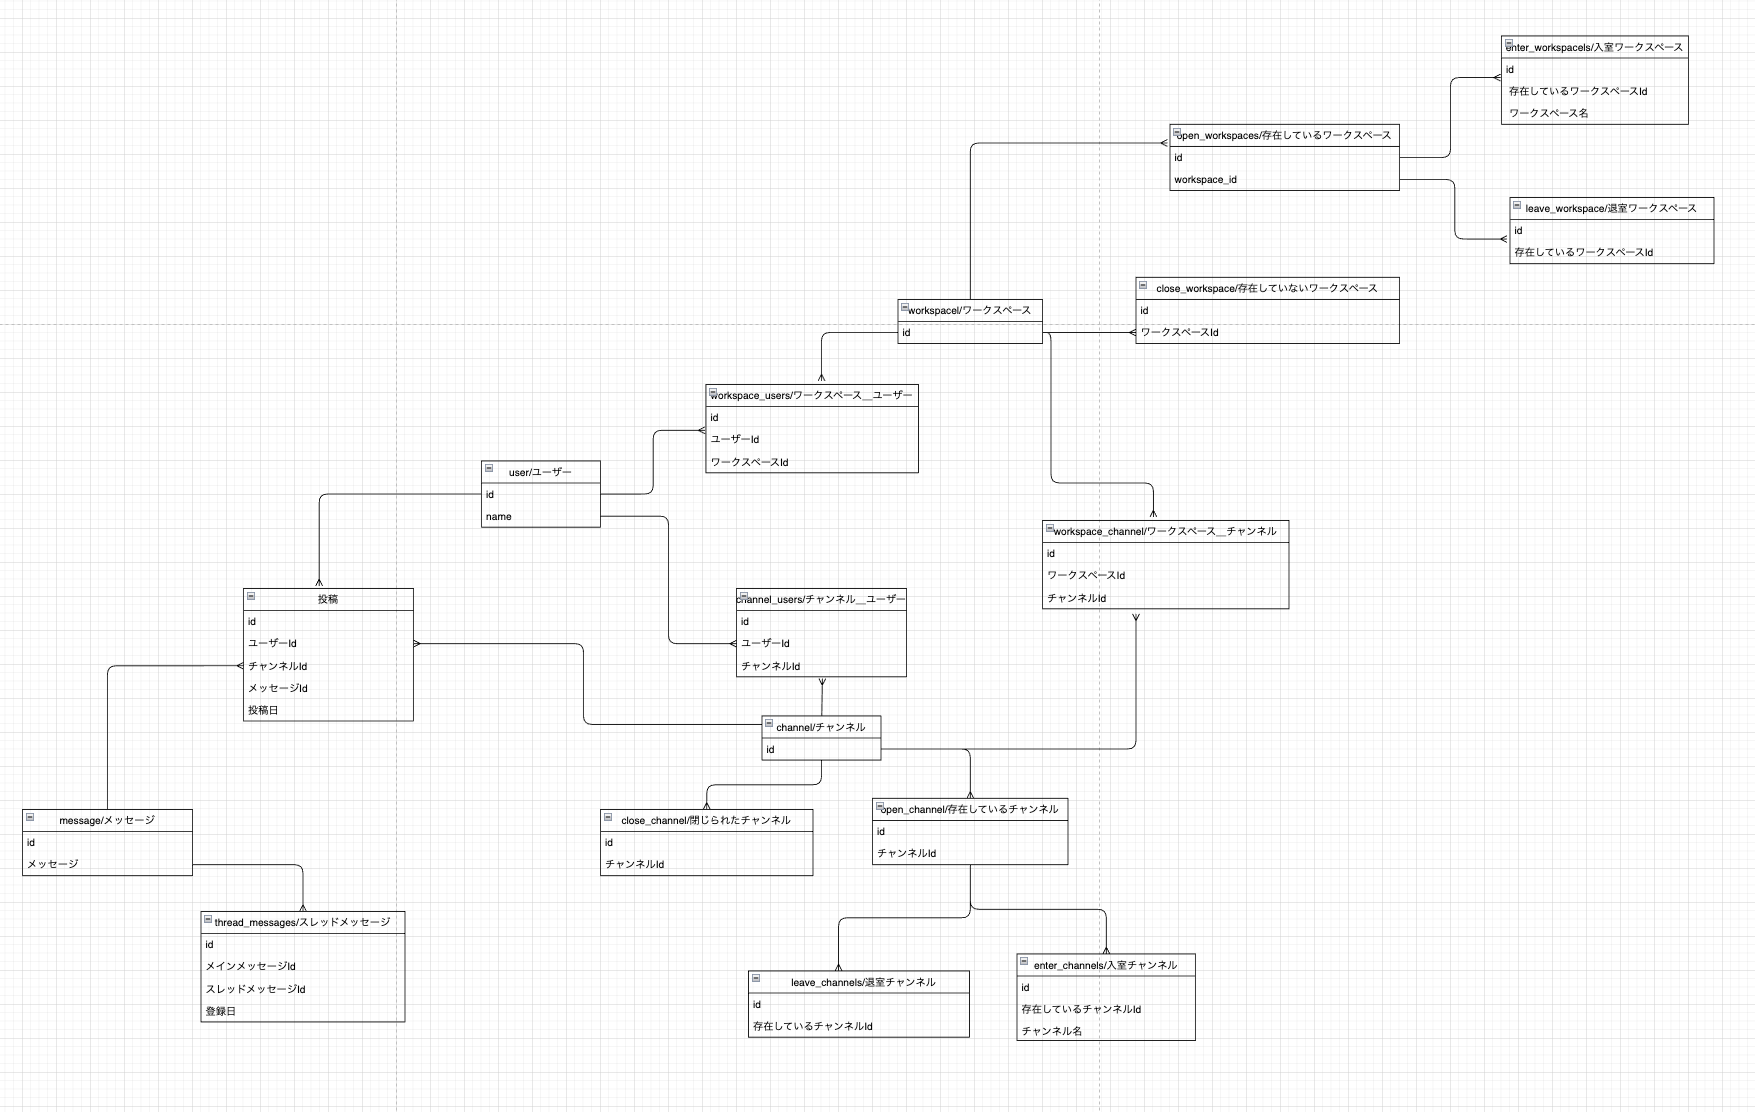 enter_workspacels/入室ワークスペース
id
存在しているワークスペースId
ワークスペース名
open_workspaces/存在しているワークスペース
id
workspace_id
leave_workspace/退室ワークスペース
id
存在しているワークスペースId
close_workspace/存在していないワークスペース
id
ワークスペースId
workspacel/ワークスペース
id
workspace_users/ワークスペース__ユーザー
id
ユーザーId
ワークスペースId
user/ユーザー
id
name
workspace_channel/ワークスペース__チャンネル
id
ワークスペースId
チャンネルId
投稿
id
ユーザーId
チャンネルId
メッセージId
投稿日
channel_users/チャンネル__ユーザー
id
ユーザーId
チャンネルId
channel/チャンネル
id
message/メッセージ
id
メッセージ
close_channel/閉じられたチャンネル
id
チャンネルId
open_channel/存在しているチャンネル
id
チャンネルId
thread_messages/スレッドメッセージ
id
メインメッセージId
スレッドメッセージId
登録日
leave_channels/退室チャンネル
id
存在しているチャンネルId
enter_channels/入室チャンネル
id
存在しているチャンネルId
チャンネル名